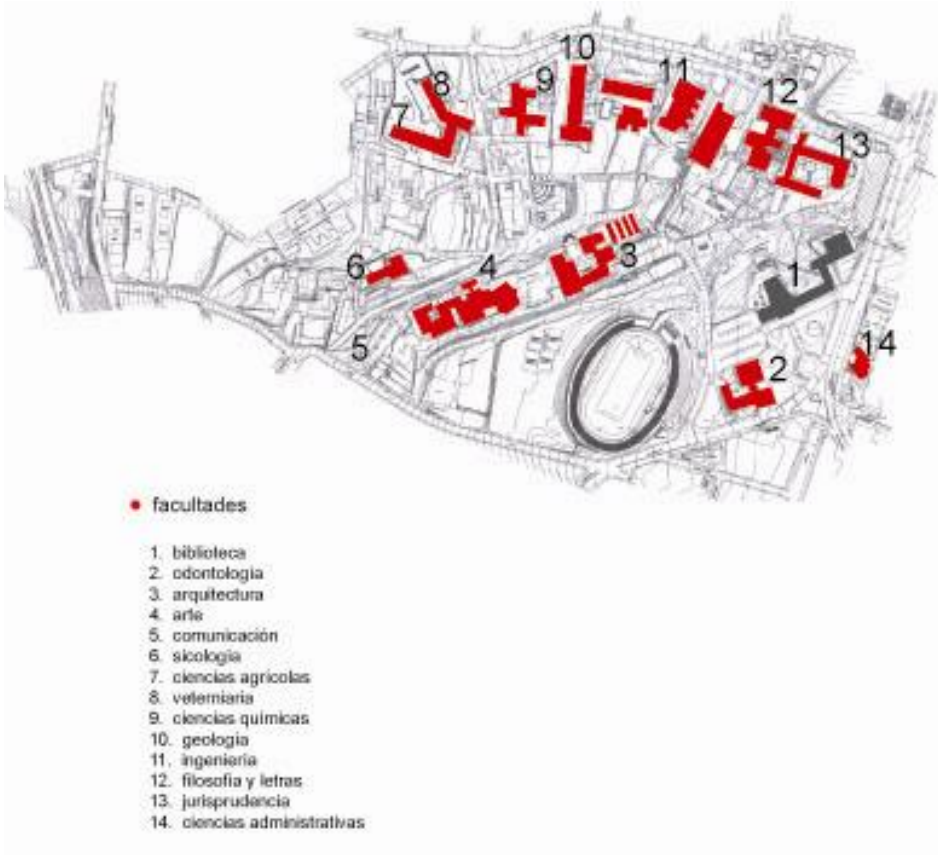 10
9
11
8
12
7
13
6
4
3
1
5
14
2
facultades
1. biblioteca
2. odontologia
3. arquitectura
4. arte
5. comunicación
6. sicologia
7. ciencias agricolas
8. veterniaria
9. ciencias quimicas
10. geologia
11. ingenieria
12. filosofia y letras
13. jurisprudencia
14. ciencias administrativas